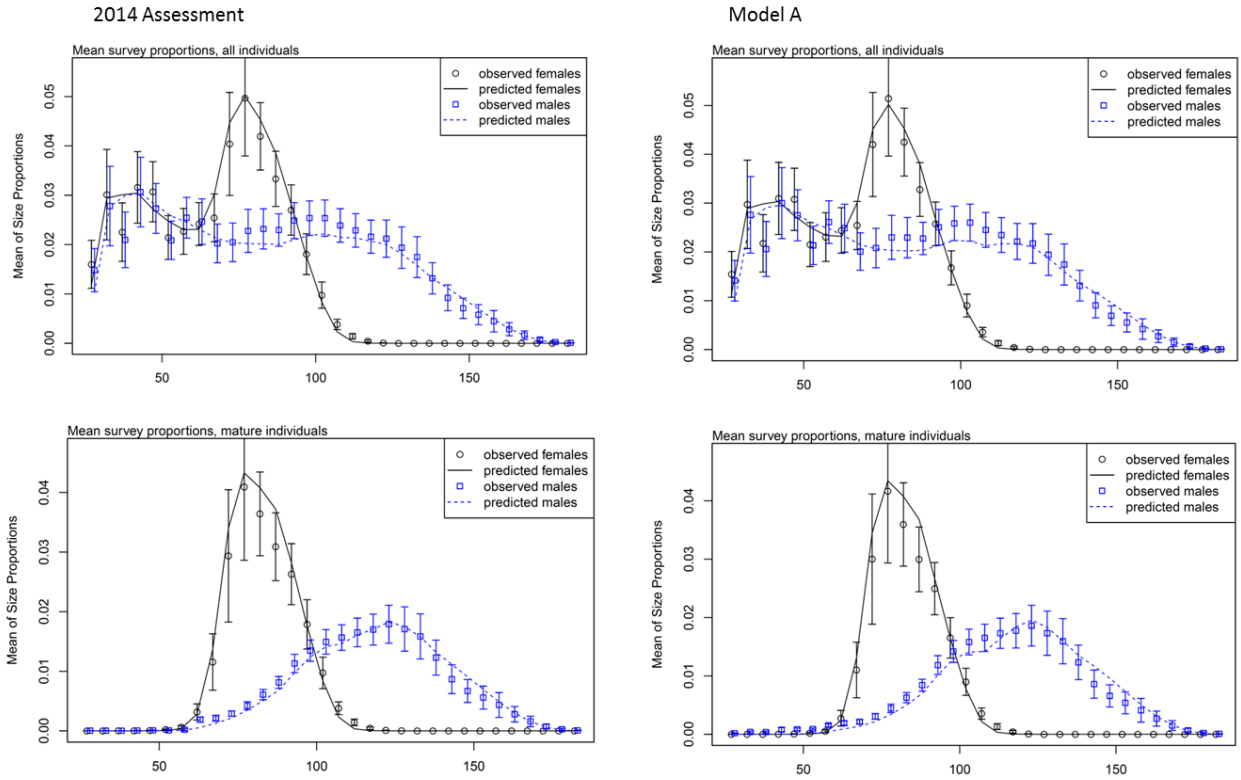 2014 Assessment
Model A
Mean survey proportions, all individuals
Mean of Size Proportions
0.00
0.01
0.02
0.03
0.04
0.05
50
100
150
observed females
predicted females
observed males
predicted males
Mean survey proportions, all individuals
Mean of Size Proportions
0.00
0.01
0.02
0.03
0.04
0.05
50
100
150
observed females
predicted females
observed males
predicted males
Mean survey proportions, mature individuals
Mean of Size Proportions
0.00
0.01
0.02
0.03
0.04
50
100
150
observed females
predicted females
observed males
predicted males
Mean survey proportions, mature individuals
Mean of Size Proportions
0.00
0.01
0.02
0.03
0.04
50
100
150
observed females
predicted females
observed males
predicted males